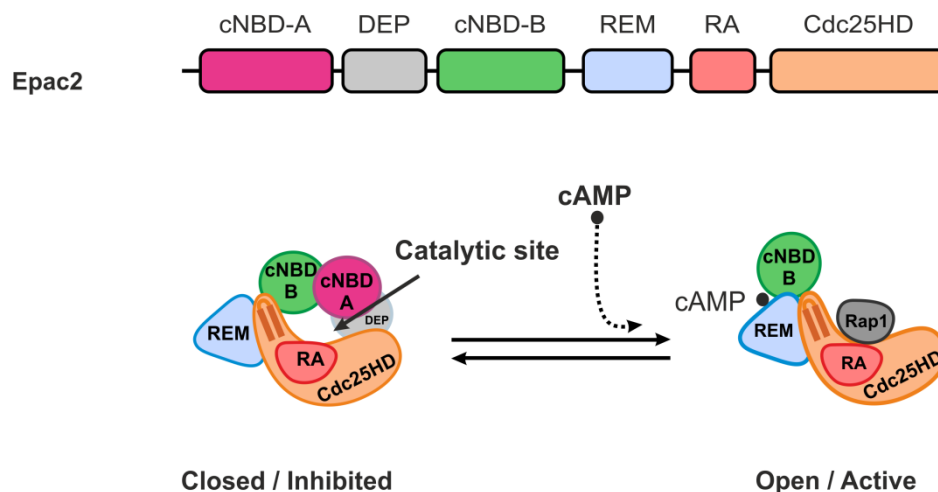 cNBD-A DEP cNBD-B REM RA Cdc25HD
Epac2
cAMP
Catalytic site
cNBD
B
cNBD
A
DEP
REM
RA
Cdc25HD
cNBD
B
cAMP
REM
Rap1
RA
Cdc25HD
Closed / Inhibited
Open / Active